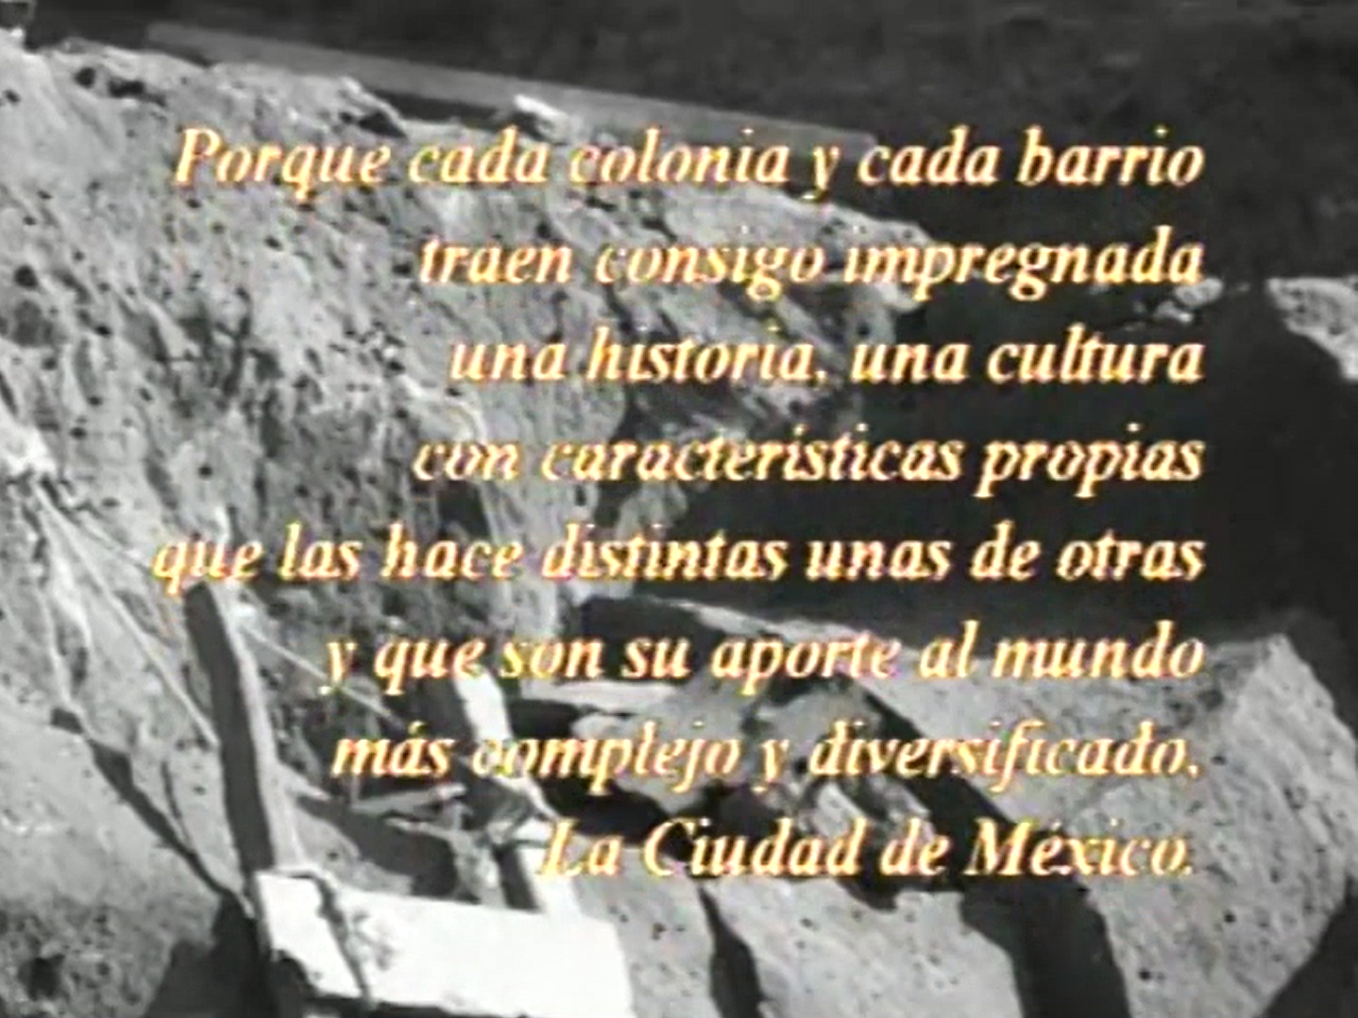 Porque cada colonia y cada barrio
traen consigo impregnada
una historia, una cultura
con características propias
que las hace distintas unas de otras
y que son su aporte al mundo
más complejo y diversificado,
La Ciudad de México.